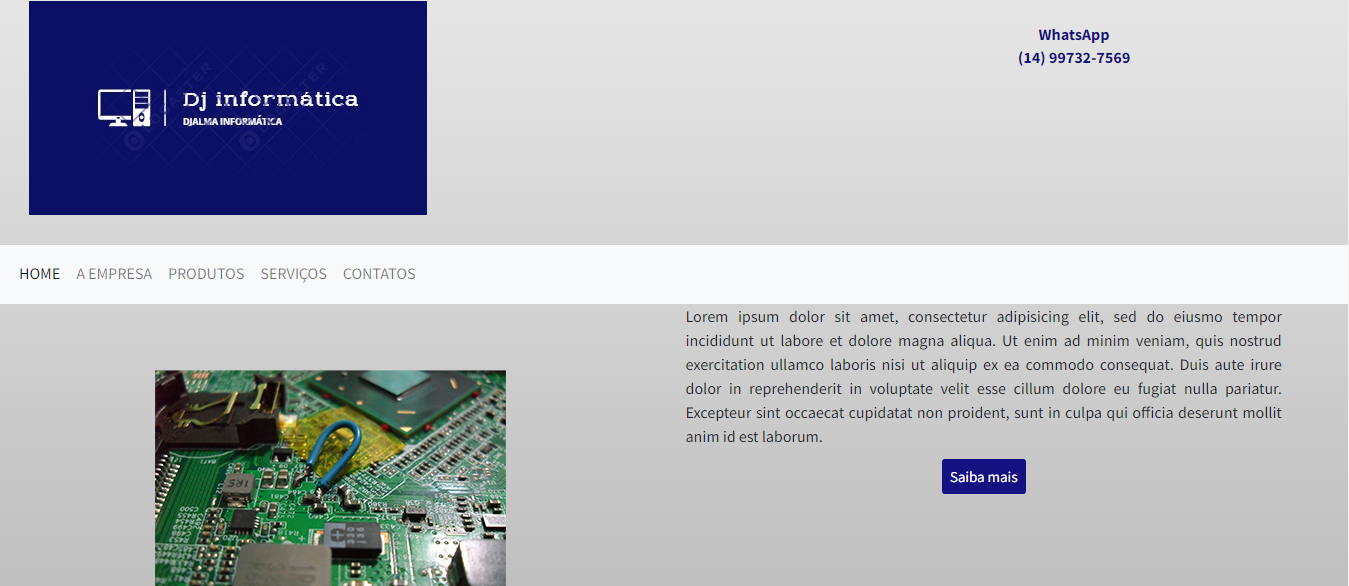 Dj informática
DJALMA INFORMÁTICA
WhatsApp
(14) 99732-7569
HOME A EMPRESA PRODUTOS SERVIÇOS CONTATOS
Lorem ipsum dolor sit amet, consectetur adipisicing elit, sed do eiusmo tempor
incididunt ut labore et dolore magna aliqua. Ut enim ad minim veniam, quis nostrud
exercitation ullamco laboris nisi ut aliquip ex ea commodo consequat. Duis aute irure
dolor in reprehenderit in voluptate velit esse cillum dolore eu fugiat nulla pariatur.
Excepteur sint occaecat cupidatat non proident, sunt in culpa qui officia deserunt mollit
anim id est laborum.
Saiba mais
1R5
C481
C500
330